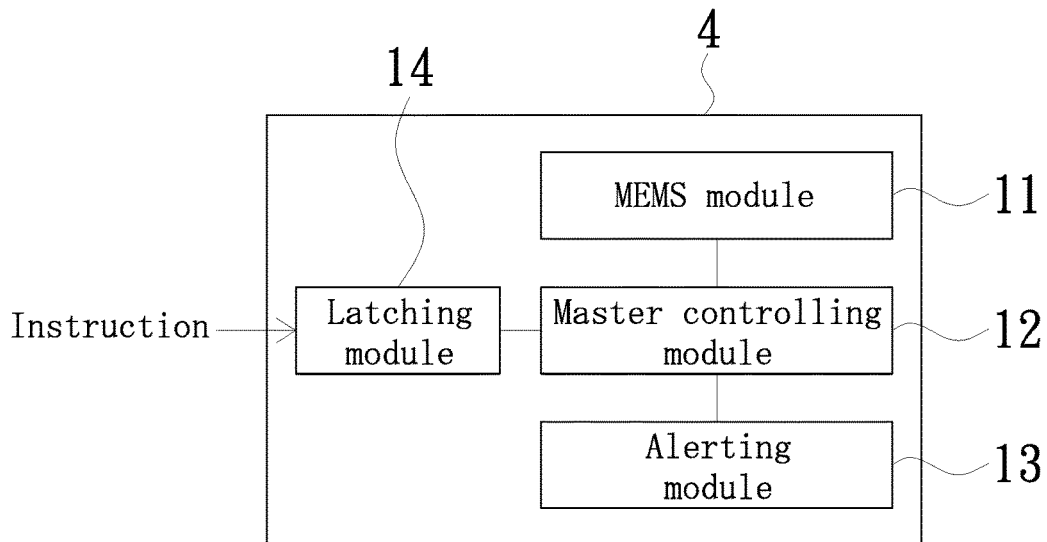 4
14
MEMS module
11
Instruction
Latching
module
Master controlling
module
12
Alerting
module
13